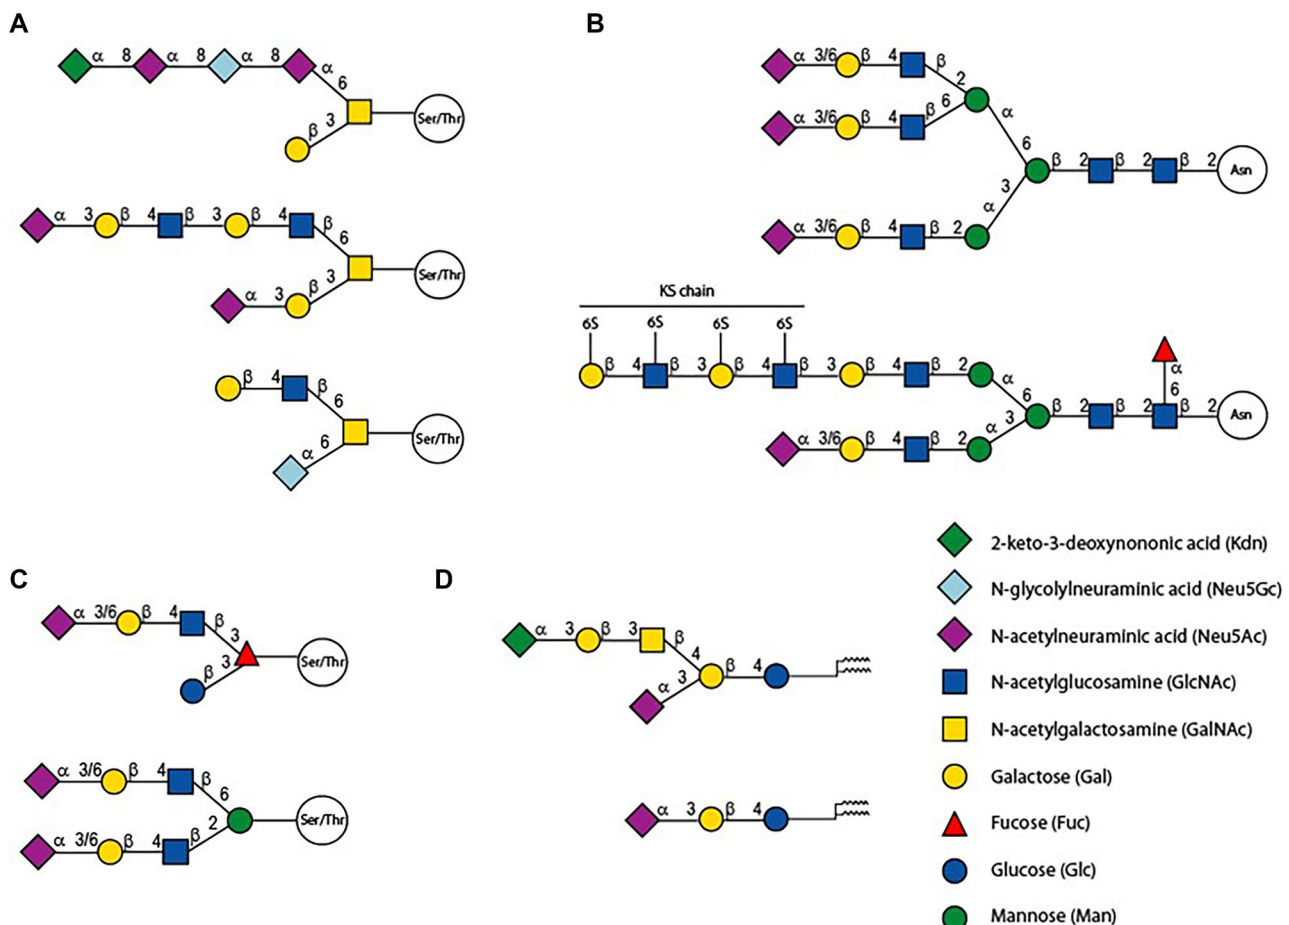 A
α 8 α 8 α 8 α
6
β 3
Ser/Thr
α 3 β 4 β 3 β 4 β
6
α 3 β 3
Ser/Thr
β 4 β
6
α 6
Ser/Thr
B
α 3/6 β 4 β
2
α 3/6 β 4 β 6
α
6
β 2 β 2 β 2
Asn
3
α
α 3/6 β 4 β 2
KS chain
6S 6S 6S 6S
β 4 β 3 β 4 β 3 β 4 β 2 α
6
α
6
β 2 β 2 β 2
Asn
3
α
α 3/6 β 4 β 2
C
α 3/6 β 4 β
3
β 3
Ser/Thr
α 3/6 β 4 β
6
2
Ser/Thr
α 3/6 β 4 β
D
α 3 β 3 β
4
α 3
β 4
α 3 β 4
2-keto-3-deoxynononic acid (Kdn)
N-glycolylneuraminic acid (Neu5Gc)
N-acetylneuraminic acid (Neu5Ac)
N-acetylglucosamine (GlcNAc)
N-acetylgalactosamine (GalNAc)
Galactose (Gal)
Fucose (Fuc)
Glucose (Glc)
Mannose (Man)